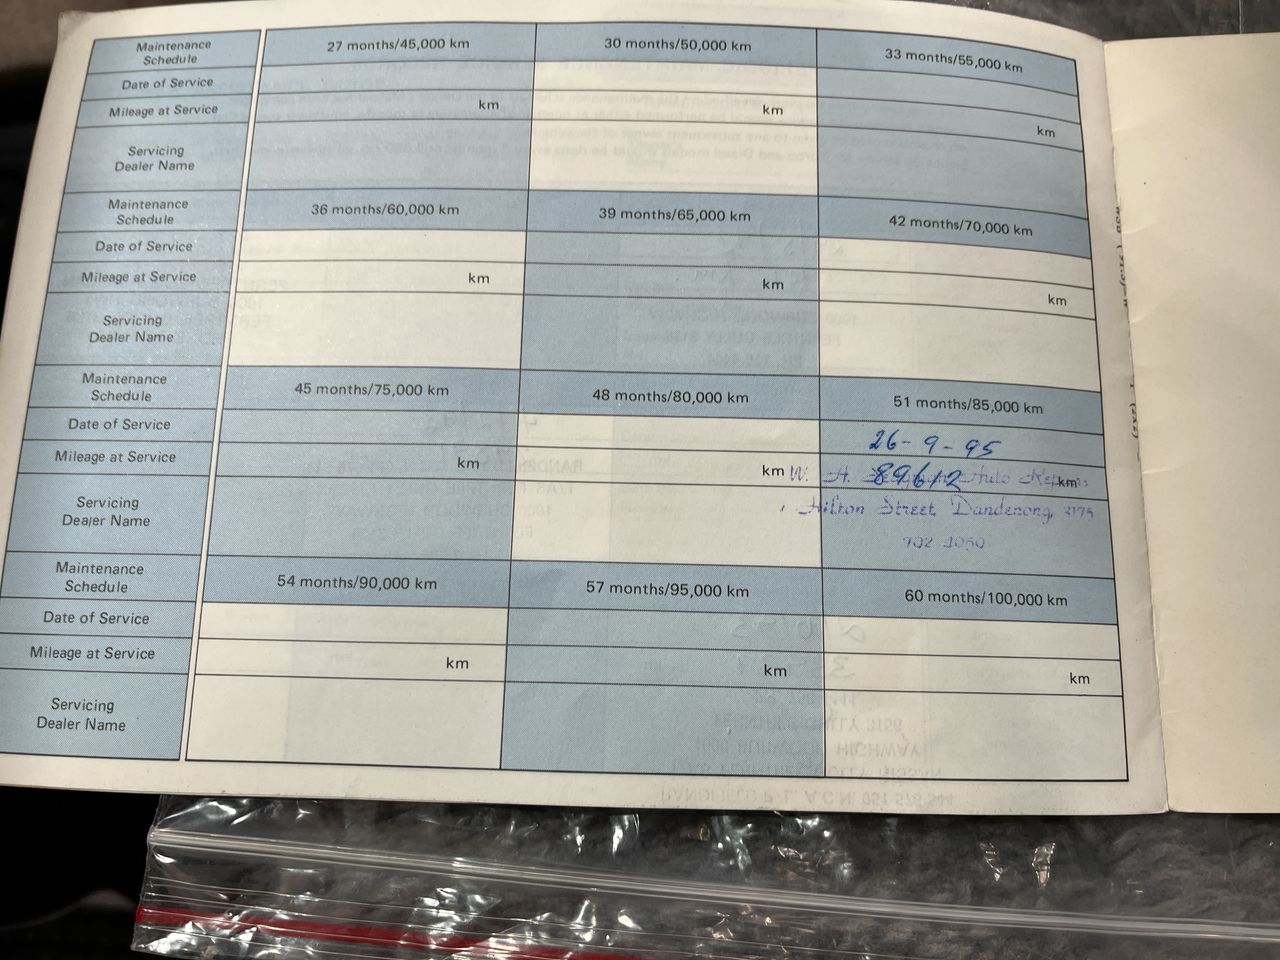 Maintenance Schedule 27 months/45,000 km 30 months/50,000 km 33 months/55,000 km
Date of Service
Mileage at Service km km km
Servicing Dealer Name
Maintenance Schedule 36 months/60,000 km 39 months/65,000 km 42 months/70,000 km
Date of Service
Mileage at Service km km km
Servicing Dealer Name
Maintenance Schedule 45 months/75,000 km 48 months/80,000 km 51 months/85,000 km
Date of Service 26-9-95
Mileage at Service km km 89612 km
W. A. Auto Repairs
Servicing Dealer Name
Hilton Street, Dandenong, 3175
792 1050
Maintenance Schedule 54 months/90,000 km 57 months/95,000 km 60 months/100,000 km
Date of Service
Mileage at Service km km km
Servicing Dealer Name